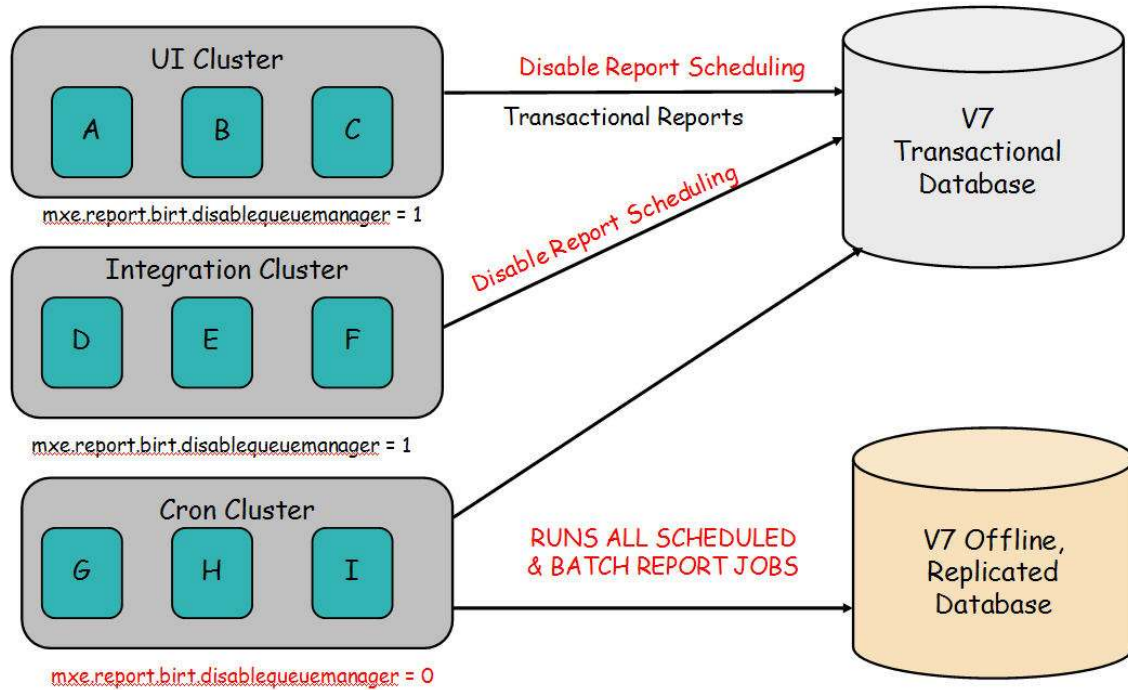 UI Cluster
A
B
C
mxe.report.birt.disablequeuemanager = 1
Disable Report Scheduling
Transactional Reports
V7
Transactional
Database
Integration Cluster
D
E
F
mxe.report.birt.disablequeuemanager = 1
Disable Report Scheduling
Cron Cluster
G
H
I
mxe.report.birt.disablequeuemanager = 0
RUNS ALL SCHEDULED
& BATCH REPORT JOBS
V7 Offline,
Replicated
Database